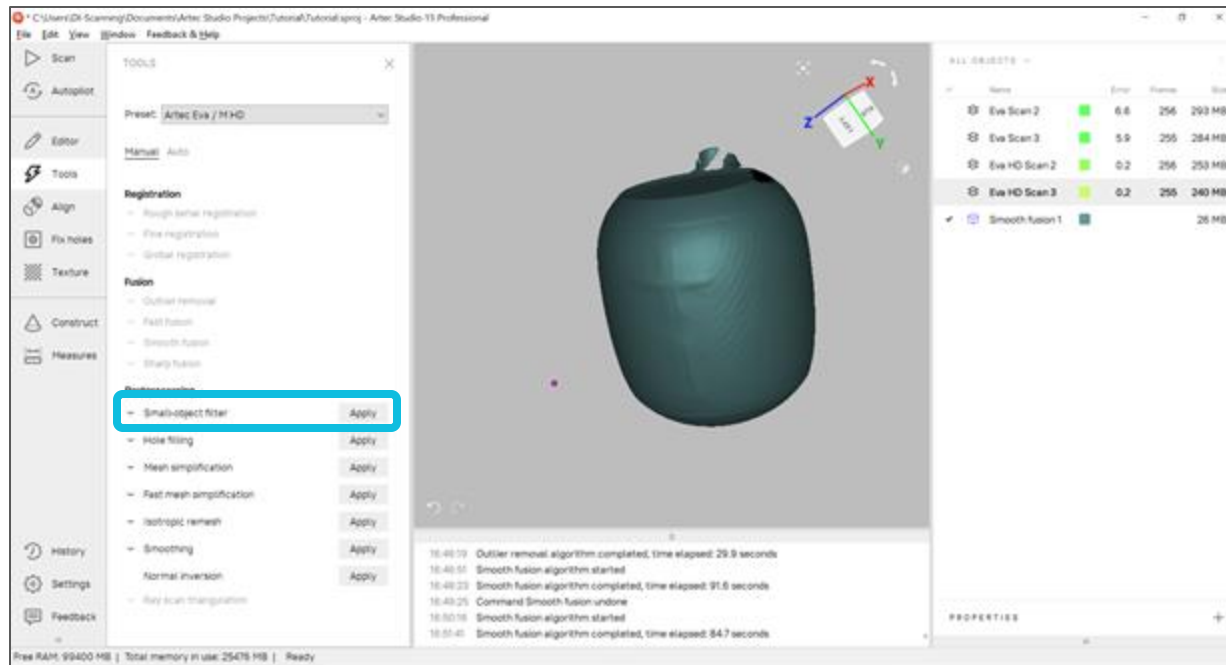 * C:\Users\DI-Scanning\Documents\Artec Studio Projects\Tutorial\Tutorial.sproj - Artec Studio 15 Professional
File Edit View Window Feedback & Help
Scan
Autopilot
Editor
Tools
Align
Fix holes
Texture
Construct
Measures
History
Settings
Feedback
TOOLS
Preset: Artec Eva / M HD
Manual Auto
Registration
Rough serial registration
Fine registration
Global registration
Fusion
Outlier removal
Fast fusion
Smooth fusion
Sharp fusion
Postprocessing
Small-object filter Apply
Hole filling Apply
Mesh simplification Apply
Fast mesh simplification Apply
Isotropic remesh Apply
Smoothing Apply
Normal inversion Apply
Ray scan triangulation
X
Z
Y
16:46:19 Outlier removal algorithm completed, time elapsed: 29.9 seconds
Smooth fusion algorithm started
16:48:23 Smooth fusion algorithm completed, time elapsed: 91.6 seconds
16:49:25 Command Smooth fusion undone
Smooth fusion algorithm started
16:51:41 Smooth fusion algorithm completed, time elapsed: 84.7 seconds
ALL OBJECTS
Name Error Frames Size
Eva Scan 2 6.6 256 293 MB
Eva Scan 3 5.9 255 284 MB
Eva HD Scan 2 0.2 256 253 MB
Eva HD Scan 3 0.2 255 240 MB
Smooth fusion 1 26 MB
PROPERTIES
Free RAM: 99400 MB | Total memory in use: 25476 MB | Ready